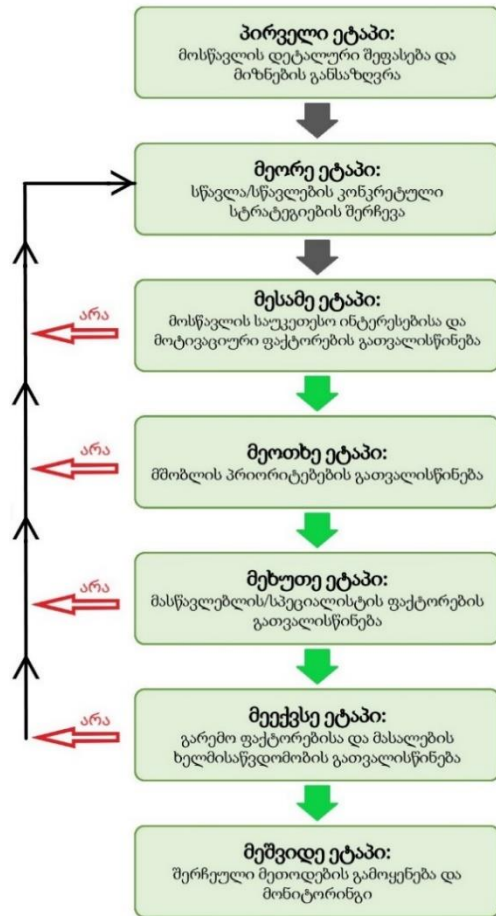 პირველი ეტაპი:
მოსწავლის დეტალური შეფასება და
მიზნების განსაზღვრა
მეორე ეტაპი:
სწავლა/სწავლების კონკრეტული
სტრატეგიების შერჩევა
მესამე ეტაპი:
მოსწავლის საუკეთესო ინტერესებისა და
მოტივაციური ფაქტორების გათვალისწინება
არა
მეოთხე ეტაპი:
მშობლის პრიორიტებების გათვალისწინება
არა
მეხუთე ეტაპი:
მასწავლებლის/სპეციალისტის ფაქტორების
გათვალისწინება
არა
მეექვსე ეტაპი:
გარემო ფაქტორებისა და მასალების
ხელმისაწვდომობის გათვალისწინება
არა
მეშვიდე ეტაპი:
შერჩეული მეთოდების გამოყენება და
მონიტორინგი